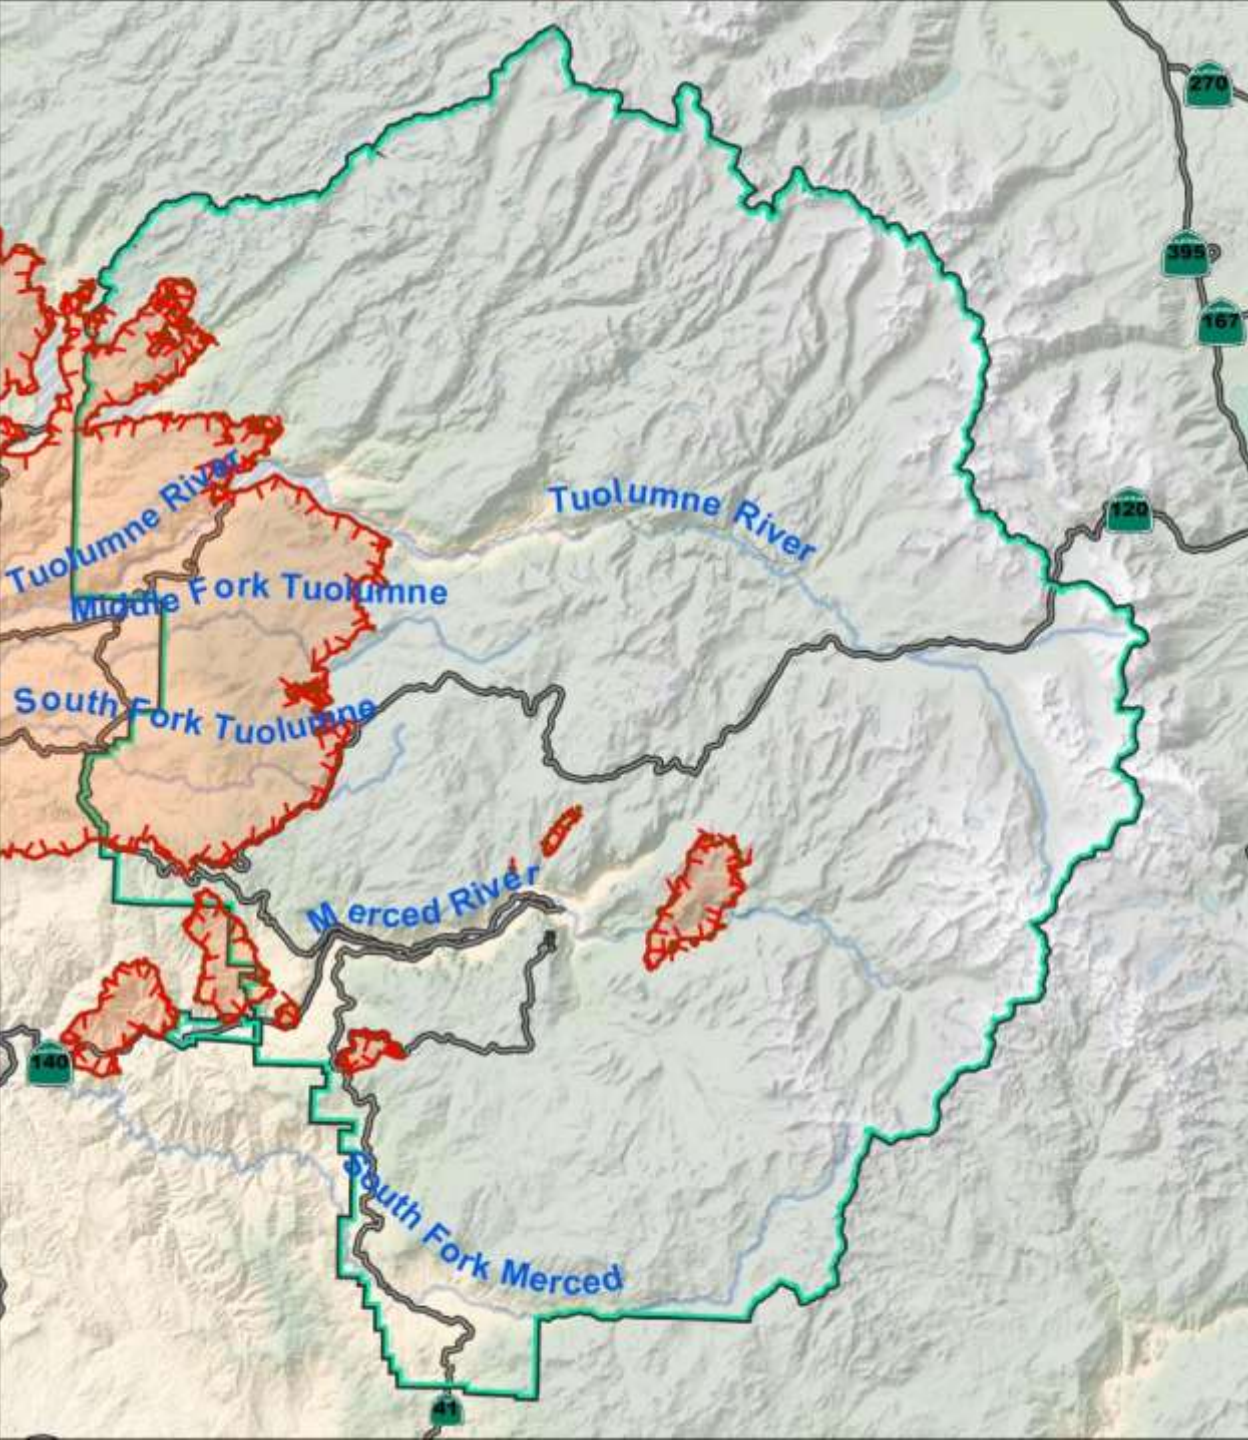 270
395
167
Tuolumne River
Tuolumne River
120
Middle Fork Tuolumne
South Fork Tuolumne
Merced River
140
South Fork Merced
41